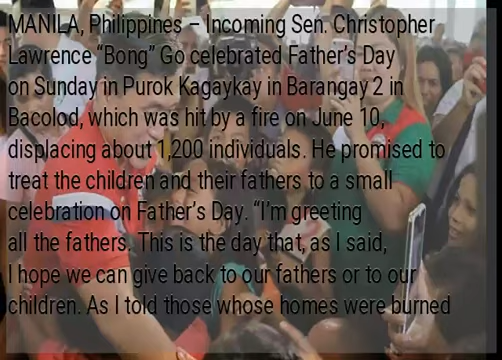 MANILA, Philippines – Incoming Sen. Christopher
Lawrence “Bong” Go celebrated Father’s Day
on Sunday in Purok Kagaykay in Barangay 2 in
Bacolod, which was hit by a fire on June 10,
displacing about 1,200 individuals. He promised to
treat the children and their fathers to a small
celebration on Father’s Day. “I’m greeting
all the fathers. This is the day that, as I said,
I hope we can give back to our fathers or to our
children. As I told those whose homes were burned